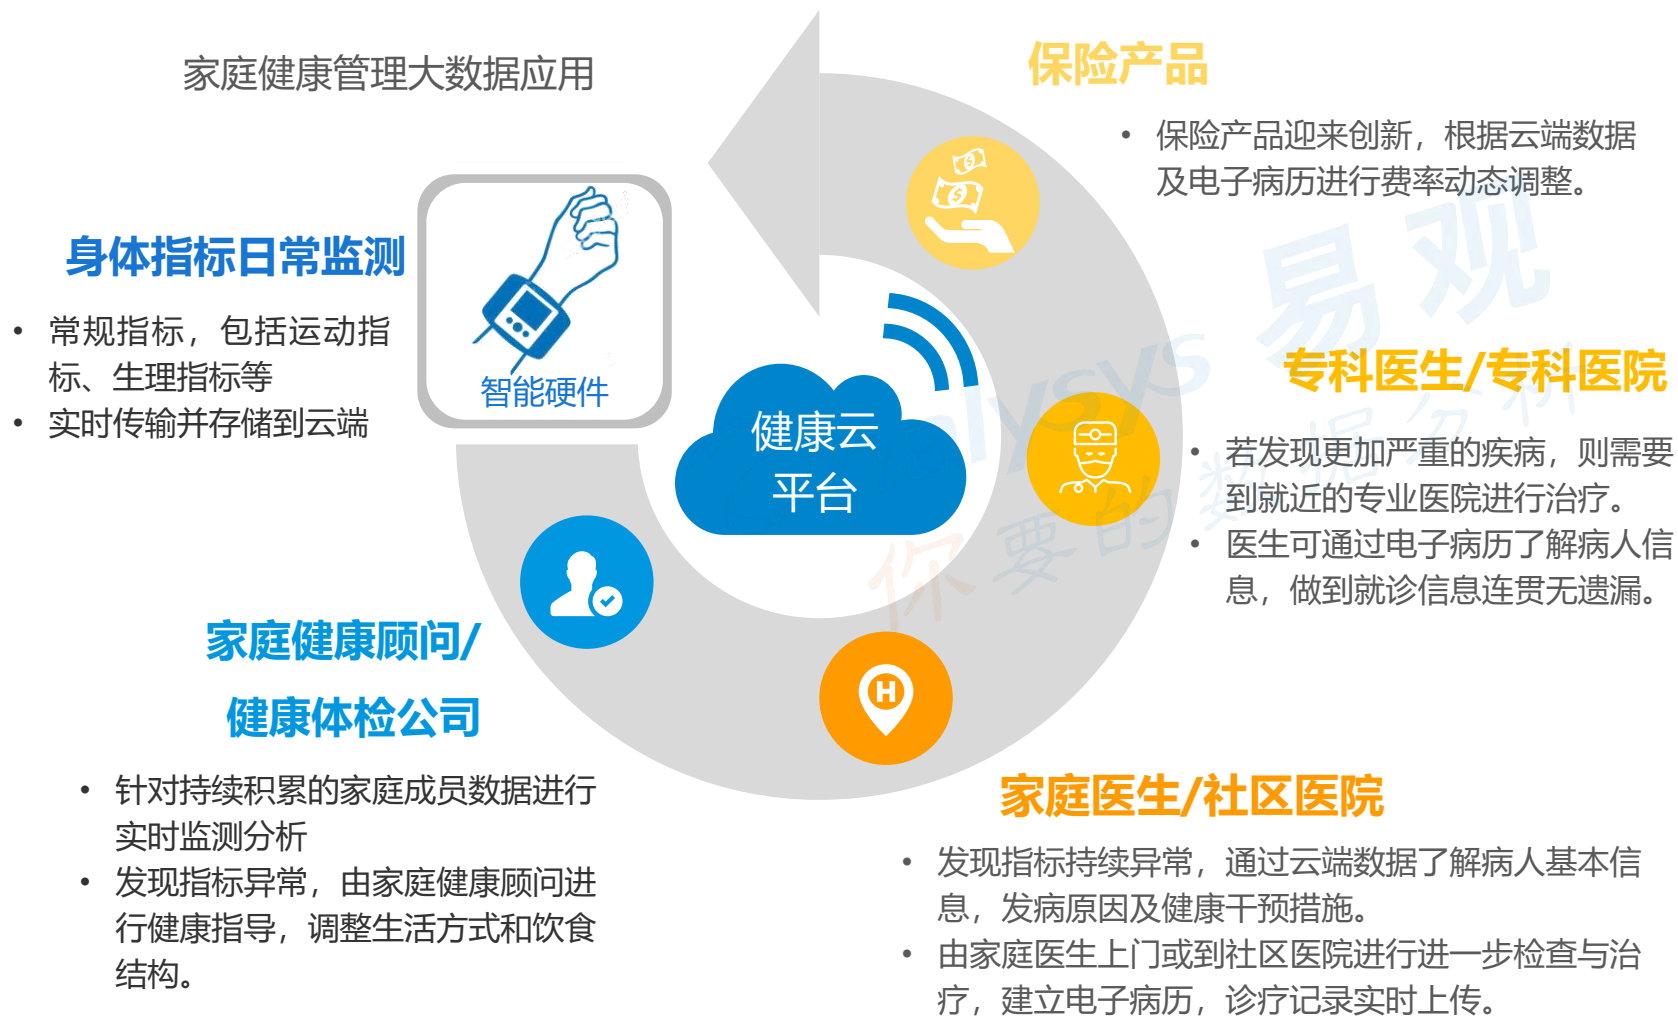 家庭健康管理大数据应用
保险产品
• 保险产品迎来创新，根据云端数据
及电子病历进行费率动态调整。
身体指标日常监测
• 常规指标，包括运动指
标、生理指标等
• 实时传输并存储到云端
智能硬件
健康云
平台
专科医生/专科医院
• 若发现更加严重的疾病，则需要
到就近的专业医院进行治疗。
• 医生可通过电子病历了解病人信
息，做到就诊信息连贯无遗漏。
家庭健康顾问/
健康体检公司
• 针对持续积累的家庭成员数据进行
实时监测分析
• 发现指标异常，由家庭健康顾问进
行健康指导，调整生活方式和饮食
结构。
H
家庭医生/社区医院
• 发现指标持续异常，通过云端数据了解病人基本信
息，发病原因及健康干预措施。
• 由家庭医生上门或到社区医院进行进一步检查与治
疗，建立电子病历，诊疗记录实时上传。
易观
你要的数据分析